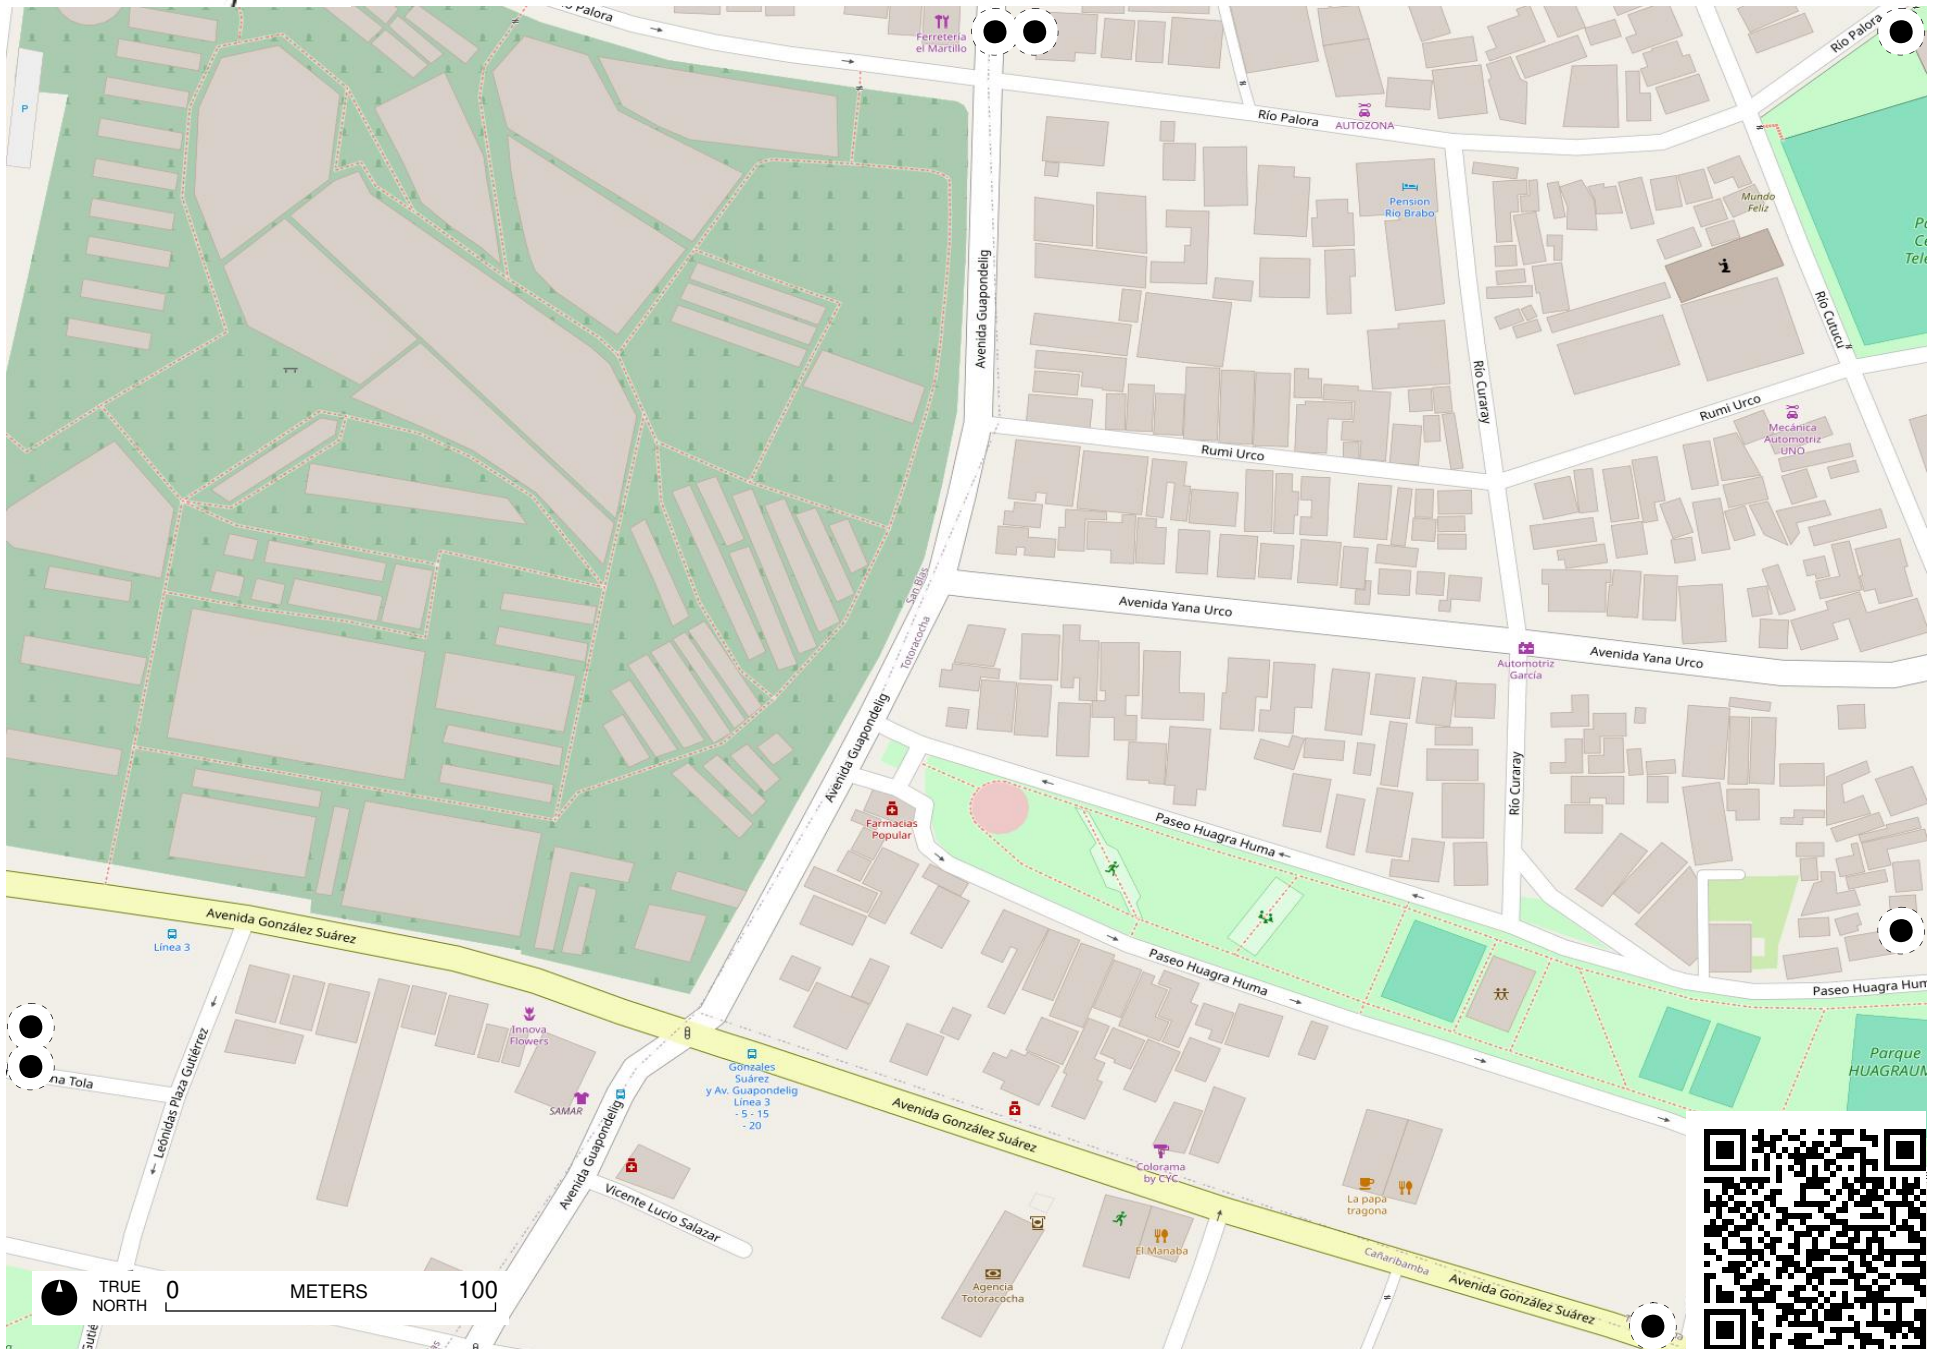 Palora
Ferretería
el Martillo
Río Palora
P
Río Palora
AUTOZONA
Pension
Río Brabo
Mundo
Feliz
Avenida Guapondelig
Río Cutucu
Río Curaray
Rumi Urco
Mecánica
Automotriz
UNO
Rumi Urco
San Blas
Totoracocha
Avenida Yana Urco
Automotriz
García
Avenida Yana Urco
Avenida Guapondelig
Río Curaray
Farmacias
Popular
Paseo Huagra Huma
Avenida González Suárez
Línea 3
Paseo Huagra Huma
Paseo Huagra Hum
Innova
Flowers
Leónidas Plaza Gutiérrez
na Tola
SAMAR
Gonzales
Suárez
y Av. Guapondelig
Línea 3
- 5 - 15
- 20
Parque
HUAGRAUM
Avenida González Suárez
Avenida Guapondelig
Vicente Lucio Salazar
Colorama
by CYC
La papa
tragona
El Manaba
Agencia
Totoracocha
Cañaribamba
Avenida González Suárez
TRUE
NORTH
0 METERS 100